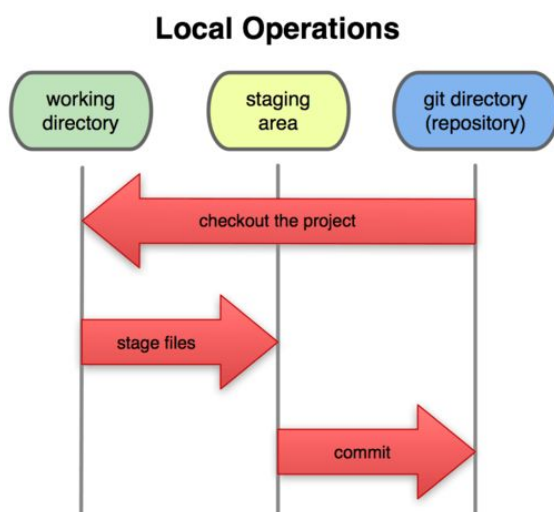 Local Operations
working
directory
staging
area
git directory
(repository)
checkout the project
stage files
commit